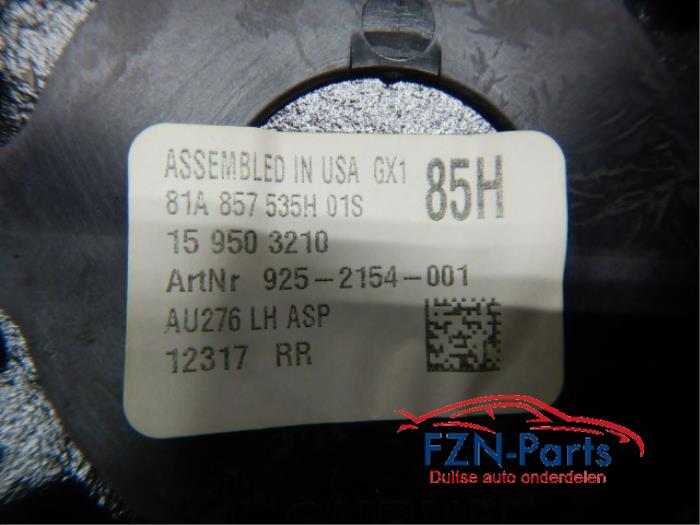 ASSEMBLED IN USA GX1
85H
81A 857 535H 01S
15 950 3210
ArtNr 925-2154-001
AU276 LH ASP
12317 RR
FZN-Parts
Duitse auto onderdelen